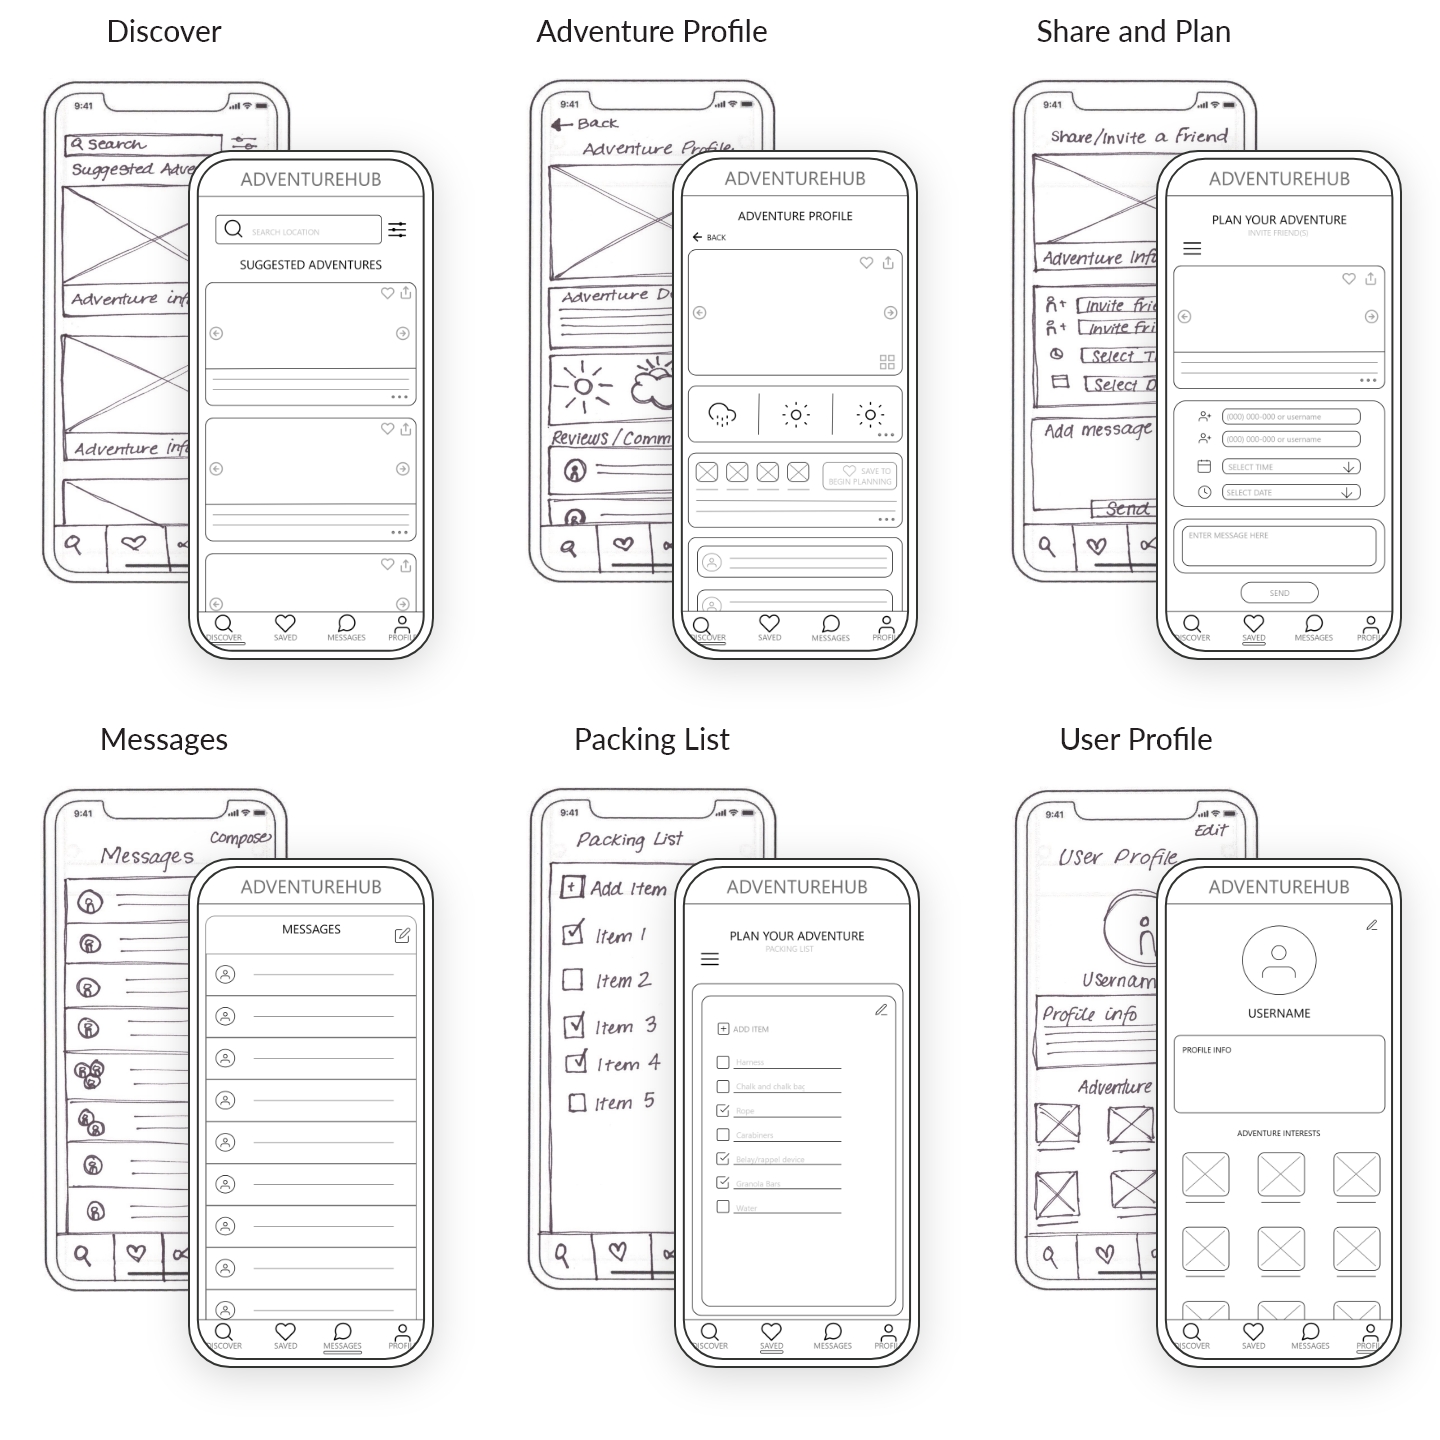 Discover
9:41
Search
Suggested Adve
Adventure inf
Adventure info
ADVENTUREHUB
SEARCH LOCATION
SUGGESTED ADVENTURES
DISCOVER
SAVED
MESSAGES
PROFIL
Adventure Profile
9:41
Back
Adventure Profile
Adventure De
Reviews/Comm
ADVENTUREHUB
ADVENTURE PROFILE
BACK
SAVE TO
BEGIN PLANNING
DISCOVER
SAVED
MESSAGES
PROFIL
Share and Plan
9:41
Share/Invite a Friend
Adventure Info
Invite frie
Invite fri
Select Ti
Select D
Add message
Send
ADVENTUREHUB
PLAN YOUR ADVENTURE
INVITE FRIEND(S)
(000) 000-000 or username
(000) 000-000 or username
SELECT TIME
SELECT DATE
ENTER MESSAGE HERE
SEND
DISCOVER
SAVED
MESSAGES
PROFIL
Messages
9:41
Compose
Messages
ADVENTUREHUB
MESSAGES
DISCOVER
SAVED
MESSAGES
PROFIL
Packing List
9:41
Packing List
Add Item
Item 1
Item 2
Item 3
Item 4
Item 5
ADVENTUREHUB
PLAN YOUR ADVENTURE
PACKING LIST
ADD ITEM
Harness
Chalk and chalk bag
Rope
Carabiners
Belay/rappel device
Granola Bars
Water
DISCOVER
SAVED
MESSAGES
PROFIL
User Profile
9:41
Edit
User Profile
Usernam
Profile info
Adventure
ADVENTUREHUB
USERNAME
PROFILE INFO
ADVENTURE INTERESTS
DISCOVER
SAVED
MESSAGES
PROFIL